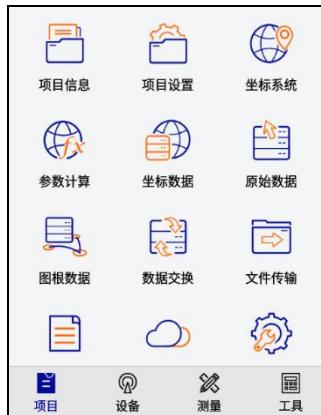 项目信息 项目设置 坐标系统
参数计算 坐标数据 原始数据
图根数据 数据交换 文件传输
项目 设备 测量 工具